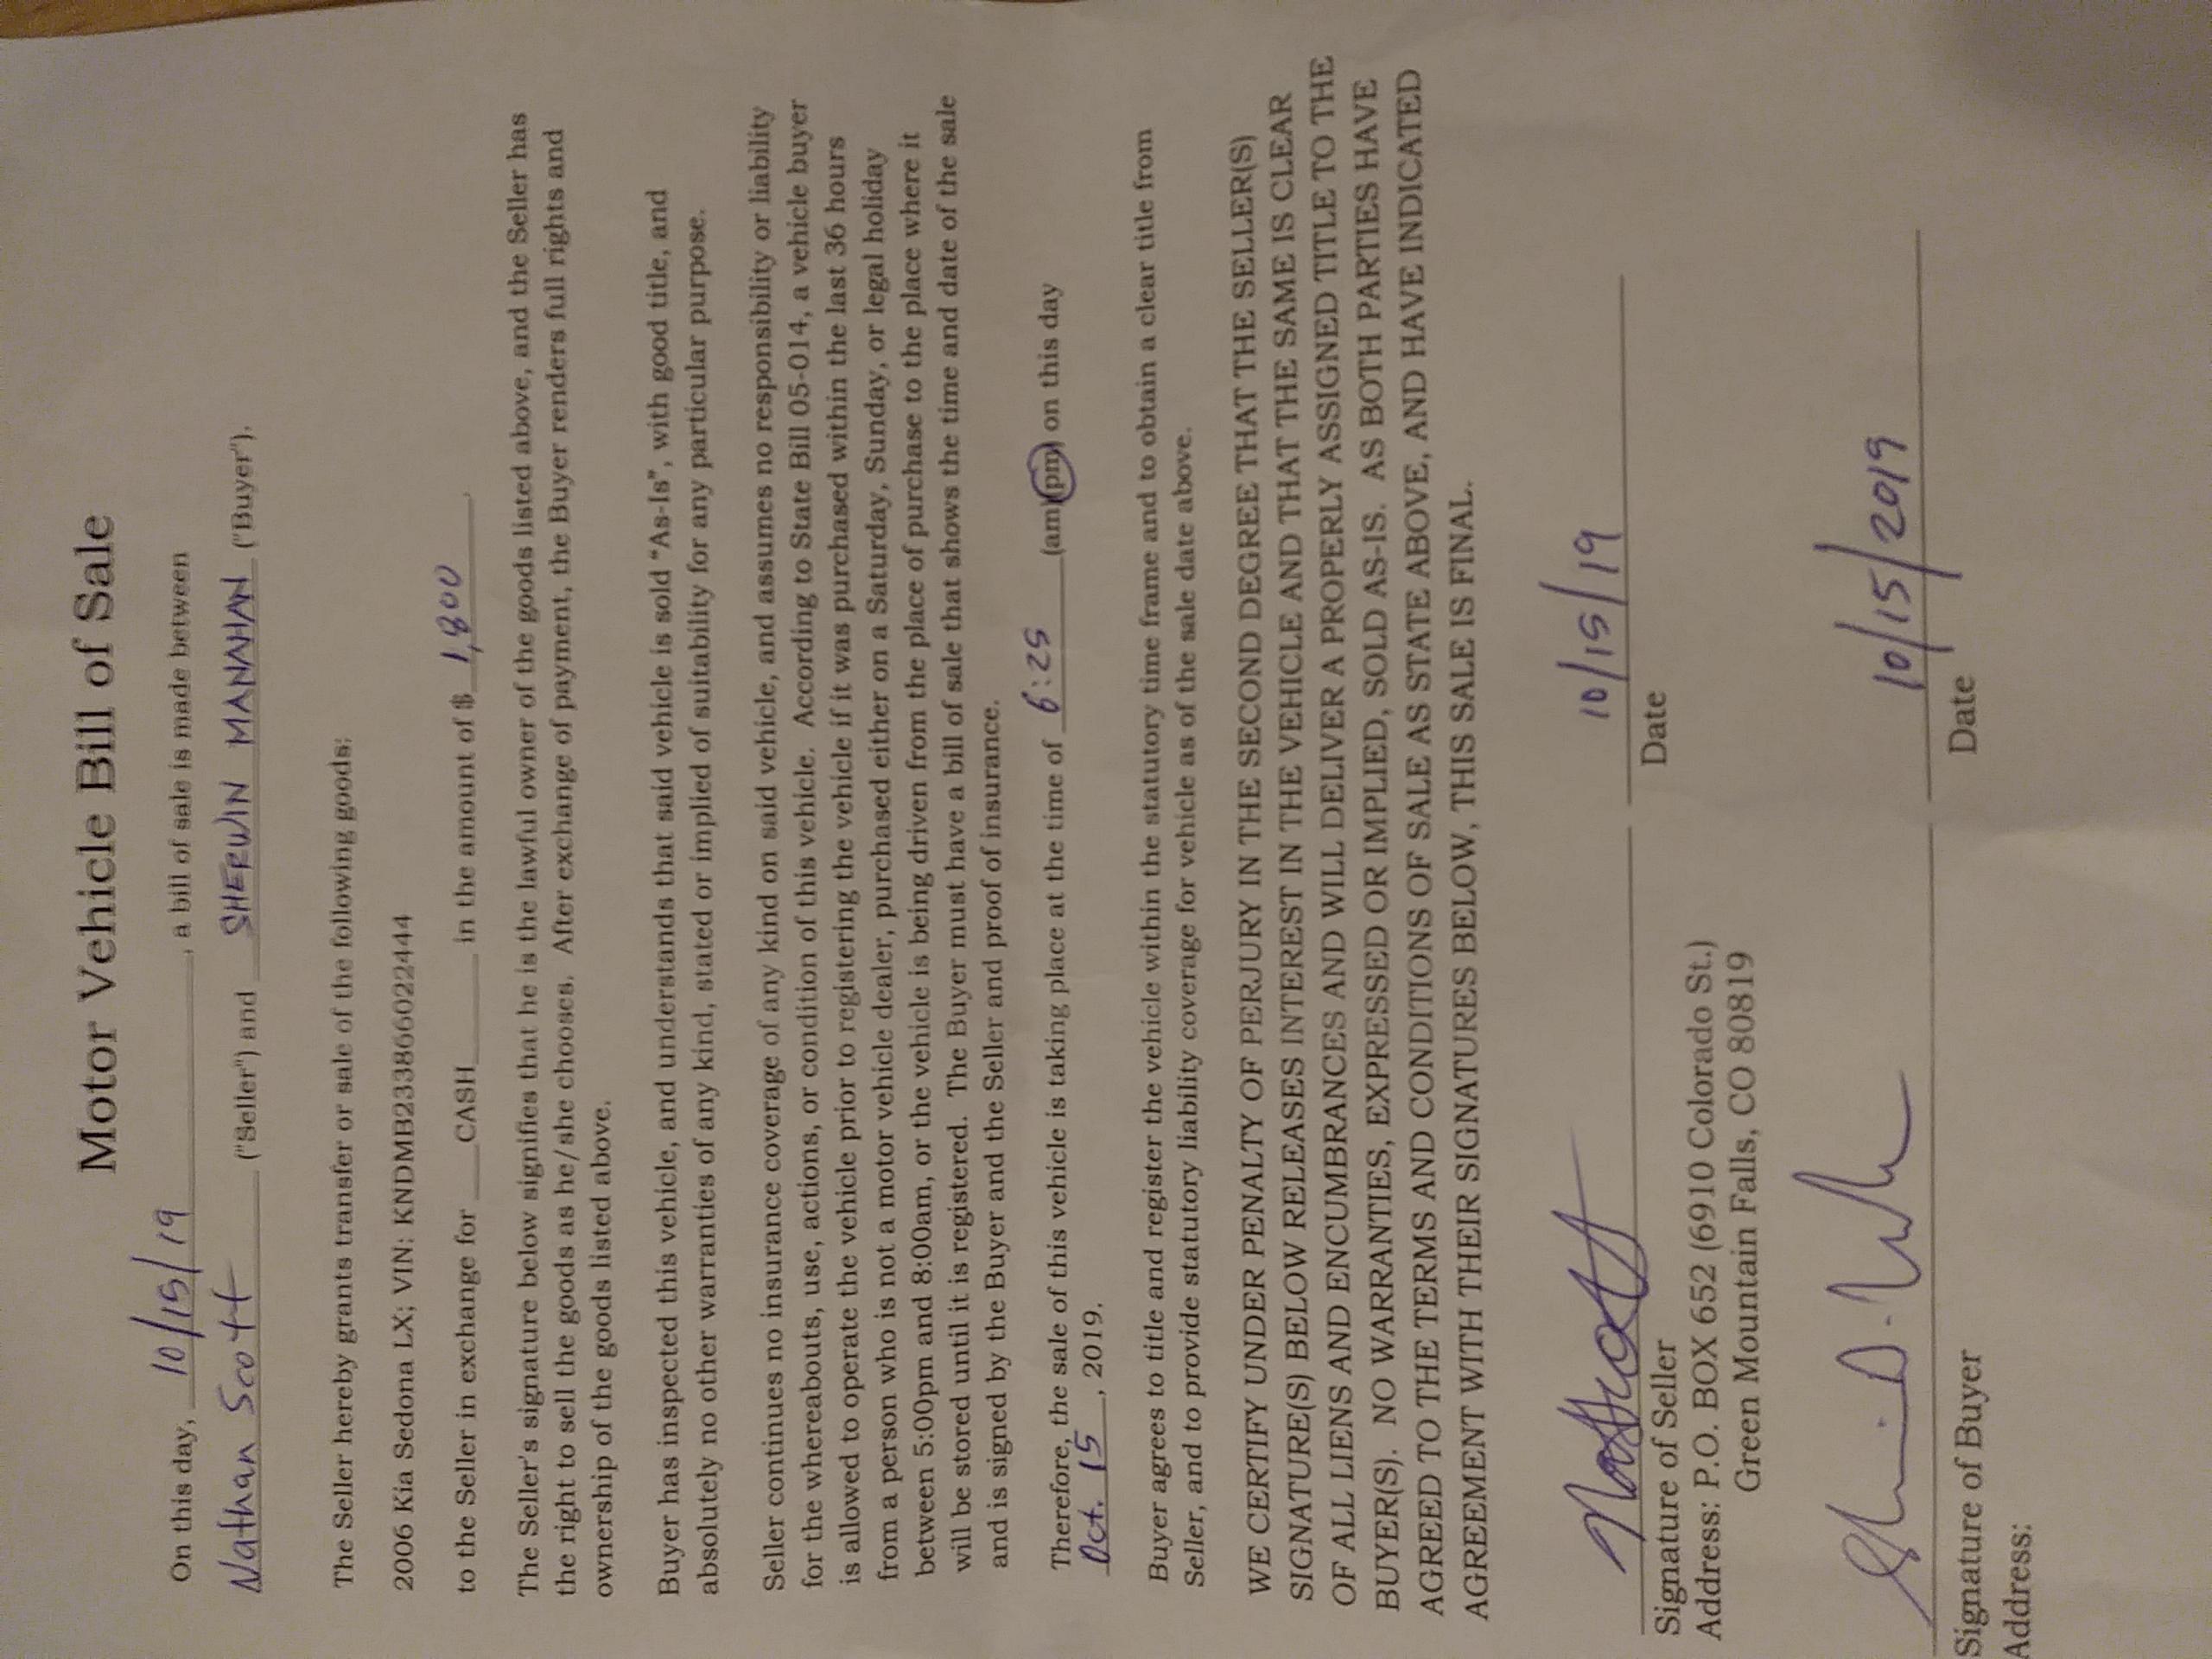 Motor Vehicle Bill of Sale
On this day, 10/15/19, a bill of sale is made between
Nathan Scott ("Seller") and SHERWIN MANAHAN ("Buyer").
The Seller hereby grants transfer or sale of the following goods:
2006 Kia Sedona LX; VIN: KNDMB233866022444
to the Seller in exchange for CASH in the amount of $ 1,800,
The Seller's signature below signifies that he is the lawful owner of the goods listed above, and the Seller has
the right to sell the goods as he/she chooses. After exchange of payment, the Buyer renders full rights and
ownership of the goods listed above.
Buyer has inspected this vehicle, and understands that said vehicle is sold "As-Is", with good title, and
absolutely no other warranties of any kind, stated or implied of suitability for any particular purpose.
Seller continues no insurance coverage of any kind on said vehicle, and assumes no responsibility or liability
for the whereabouts, use, actions, or condition of this vehicle. According to State Bill 05-014, a vehicle buyer
is allowed to operate the vehicle prior to registering the vehicle if it was purchased within the last 36 hours
from a person who is not a motor vehicle dealer, purchased either on a Saturday, Sunday, or legal holiday
between 5:00pm and 8:00am, or the vehicle is being driven from the place of purchase to the place where it
will be stored until it is registered. The Buyer must have a bill of sale that shows the time and date of the sale
and is signed by the Buyer and the Seller and proof of insurance.
Therefore, the sale of this vehicle is taking place at the time of 6:25 (am/pm) on this day
Oct. 15, 2019.
Buyer agrees to title and register the vehicle within the statutory time frame and to obtain a clear title from
Seller, and to provide statutory liability coverage for vehicle as of the sale date above.
WE CERTIFY UNDER PENALTY OF PERJURY IN THE SECOND DEGREE THAT THE SELLER(S)
SIGNATURE(S) BELOW RELEASES INTEREST IN THE VEHICLE AND THAT THE SAME IS CLEAR
OF ALL LIENS AND ENCUMBRANCES AND WILL DELIVER A PROPERLY ASSIGNED TITLE TO THE
BUYER(S). NO WARRANTIES, EXPRESSED OR IMPLIED, SOLD AS-IS. AS BOTH PARTIES HAVE
AGREED TO THE TERMS AND CONDITIONS OF SALE AS STATE ABOVE, AND HAVE INDICATED
AGREEMENT WITH THEIR SIGNATURES BELOW, THIS SALE IS FINAL.
10/15/19
Signature of Seller Date
Address: P.O. BOX 652 (6910 Colorado St.)
Green Mountain Falls, CO 80819
10/15/2019
Signature of Buyer Date
Address: